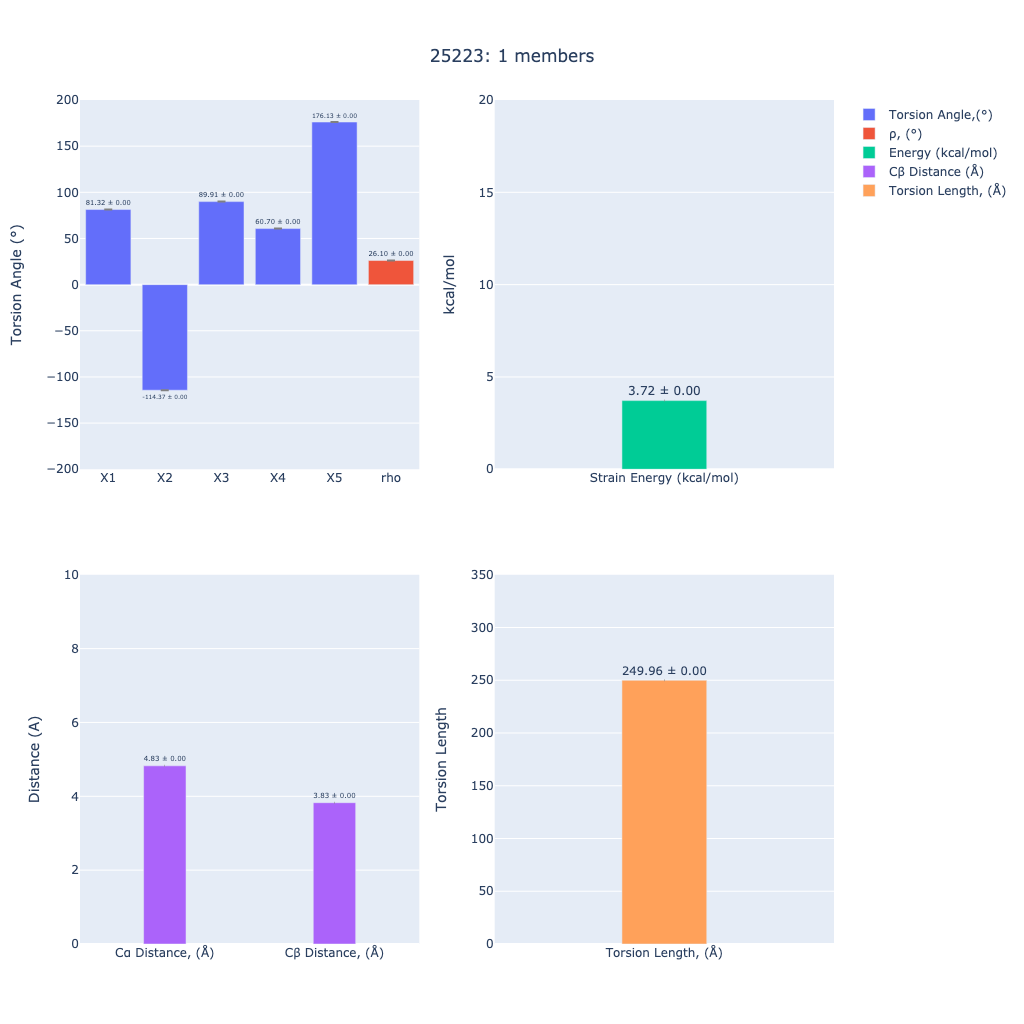 25223: 1 members
Torsion Angle (°)
200
150
100
50
0
−50
−100
−150
−200
81.32 ± 0.00
-114.37 ± 0.00
89.91 ± 0.00
60.70 ± 0.00
176.13 ± 0.00
26.10 ± 0.00
X1 X2 X3 X4 X5 rho
kcal/mol
20
15
10
5
0
3.72 ± 0.00
Strain Energy (kcal/mol)
Torsion Angle,(°)
ρ, (°)
Energy (kcal/mol)
Cβ Distance (Å)
Torsion Length, (Å)
Distance (A)
10
8
6
4
2
0
4.83 ± 0.00
3.83 ± 0.00
Cα Distance, (Å) Cβ Distance, (Å)
Torsion Length
350
300
250
200
150
100
50
0
249.96 ± 0.00
Torsion Length, (Å)